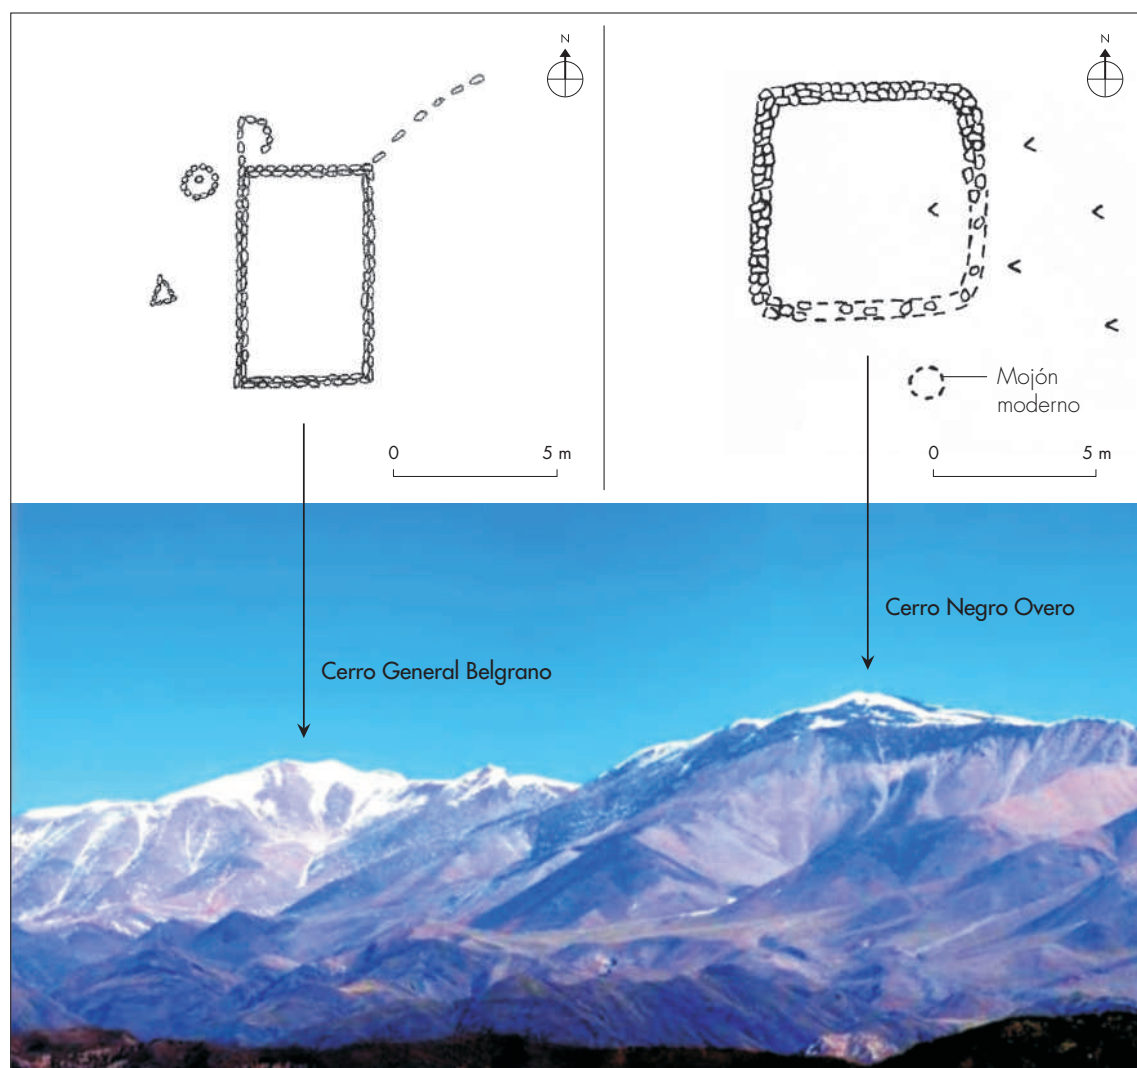 N
N
Mojón
moderno
0 5 m
0 5 m
Cerro Negro Overo
Cerro General Belgrano